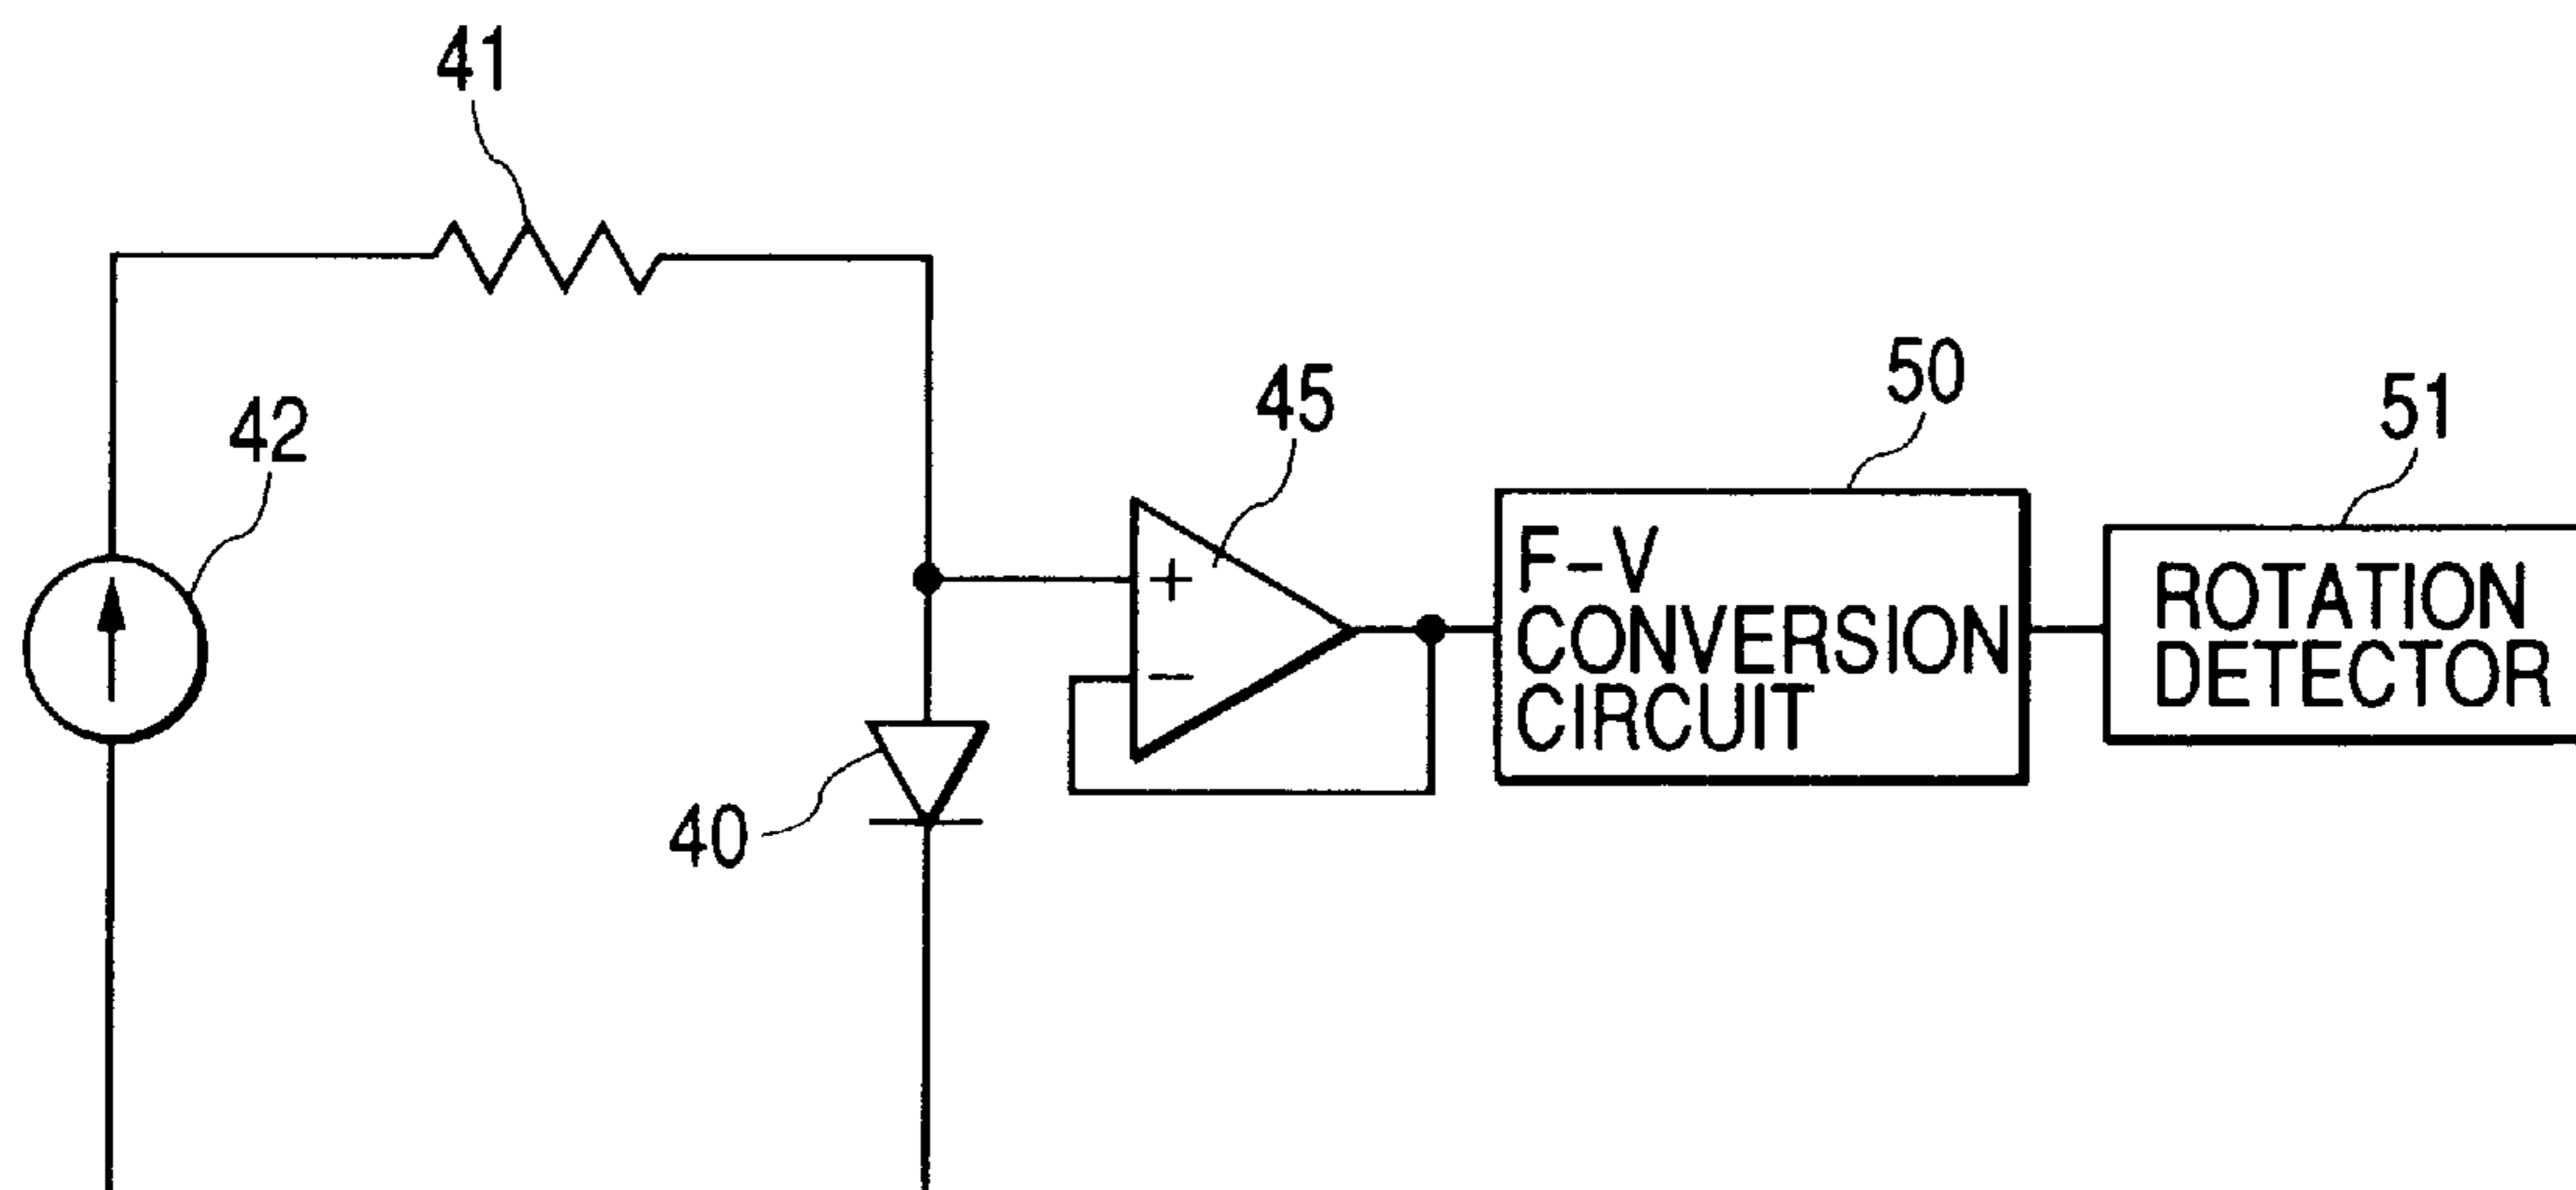 41
42
45
50
51
+
−
F-V
CONVERSION
CIRCUIT
ROTATION
DETECTOR
40